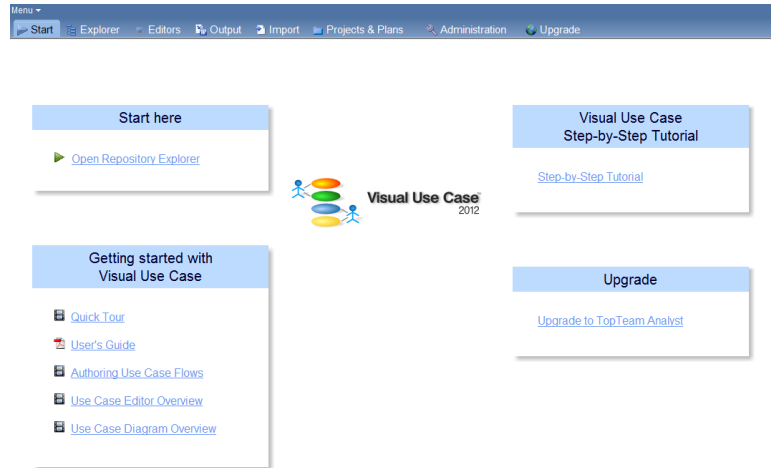 Menu
Start Explorer Editors Output Import Projects & Plans Administration Upgrade
Start here
Open Repository Explorer
Visual Use Case
Step-by-Step Tutorial
Step-by-Step Tutorial
Visual Use Case™
2012
Getting started with
Visual Use Case
Quick Tour
User's Guide
Authoring Use Case Flows
Use Case Editor Overview
Use Case Diagram Overview
Upgrade
Upgrade to TopTeam Analyst